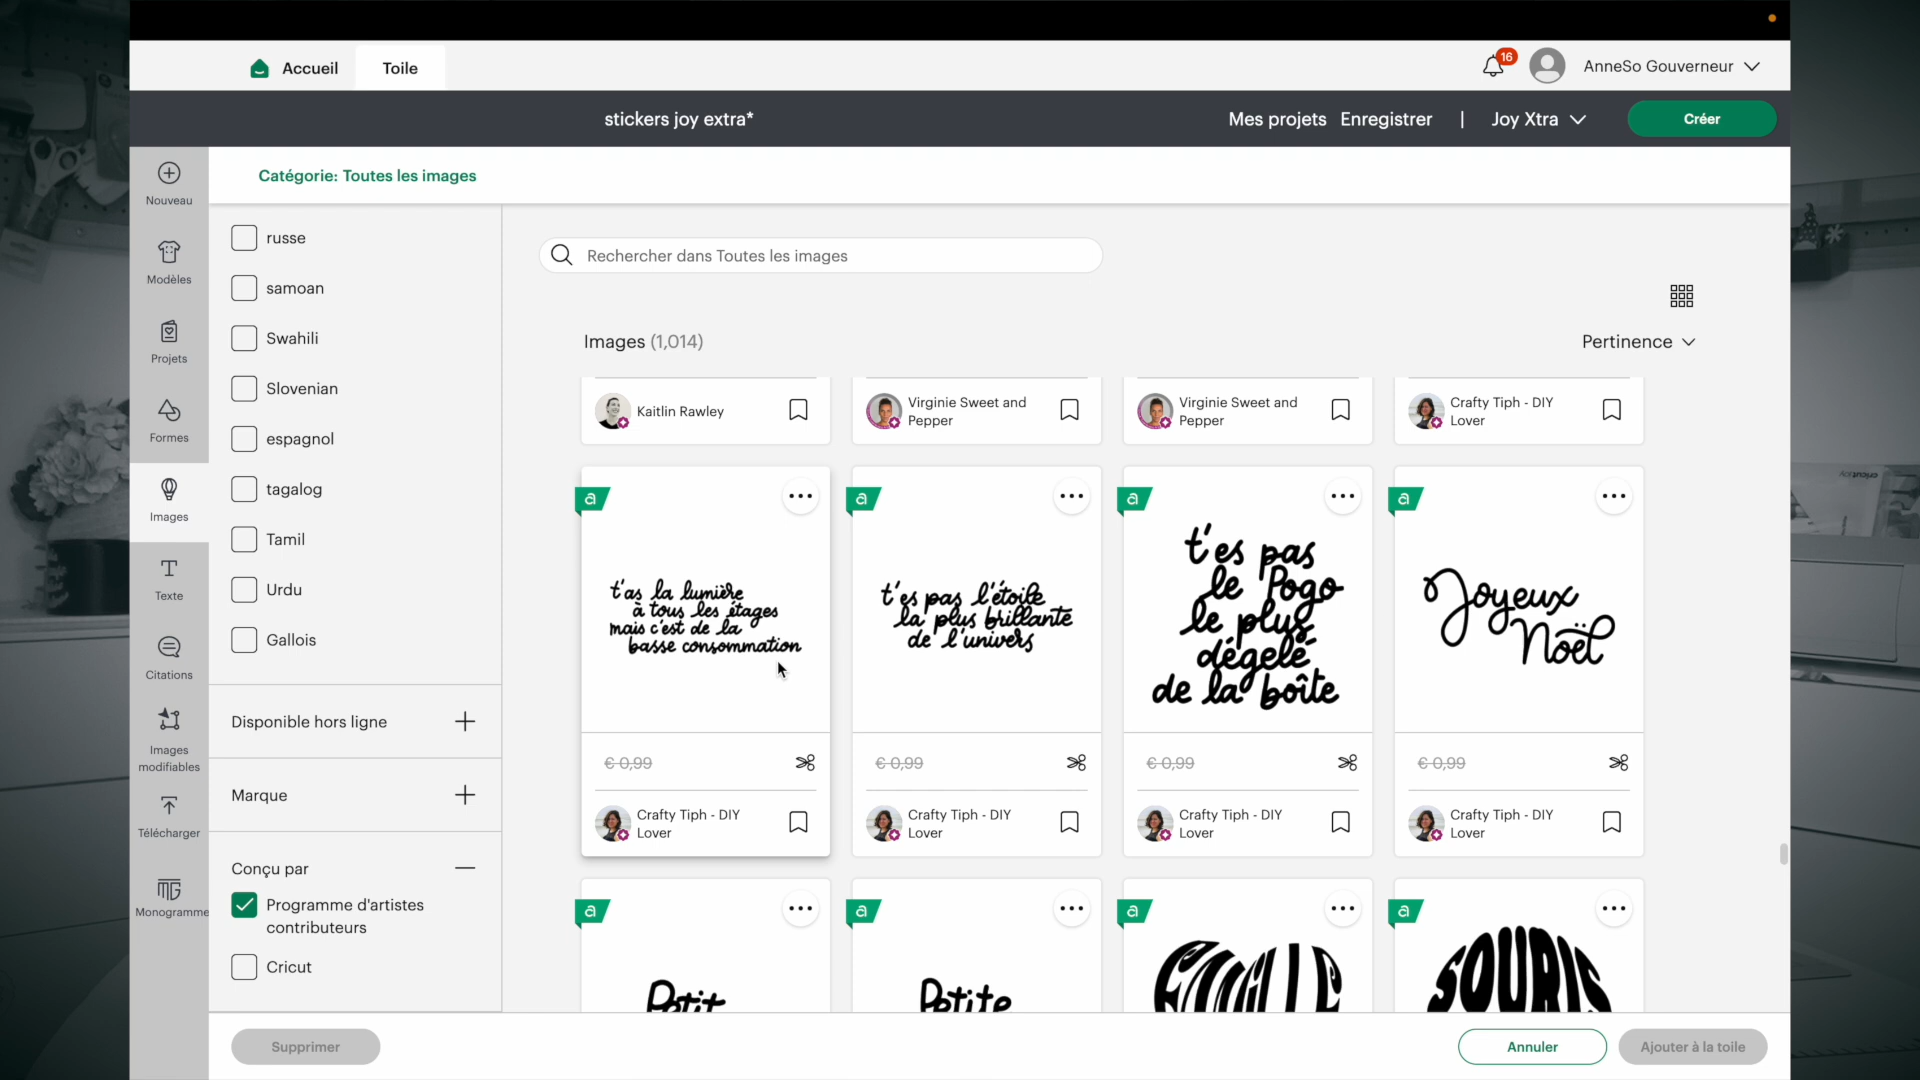 Accueil
Toile
16
AnneSo Gouverneur
stickers joy extra*
Mes projets
Enregistrer
|
Joy Xtra
Créer
Nouveau
Modèles
Projets
Formes
Images
Texte
Citations
Images
modifiables
Télécharger
Monogramme
Catégorie: Toutes les images
russe
samoan
Swahili
Slovenian
espagnol
tagalog
Tamil
Urdu
Gallois
Disponible hors ligne
Marque
Conçu par
Programme d'artistes
contributeurs
Cricut
Rechercher dans Toutes les images
Images (1,014)
Pertinence
Kaitlin Rawley
Virginie Sweet and
Pepper
Virginie Sweet and
Pepper
Crafty Tiph - DIY
Lover
a
t'as la lumière
à tous les étages
mais c'est de la
basse consommation
€ 0,99
Crafty Tiph - DIY
Lover
a
t'es pas l'étoile
la plus brillante
de l'univers
€ 0,99
Crafty Tiph - DIY
Lover
a
t'es pas
le Pogo
le plus
dégelé
de la boîte
€ 0,99
Crafty Tiph - DIY
Lover
a
Joyeux
Noël
€ 0,99
Crafty Tiph - DIY
Lover
a
Petit
a
Petite
a
FAMILLE
a
SOURIS
Supprimer
Annuler
Ajouter à la toile
cricut